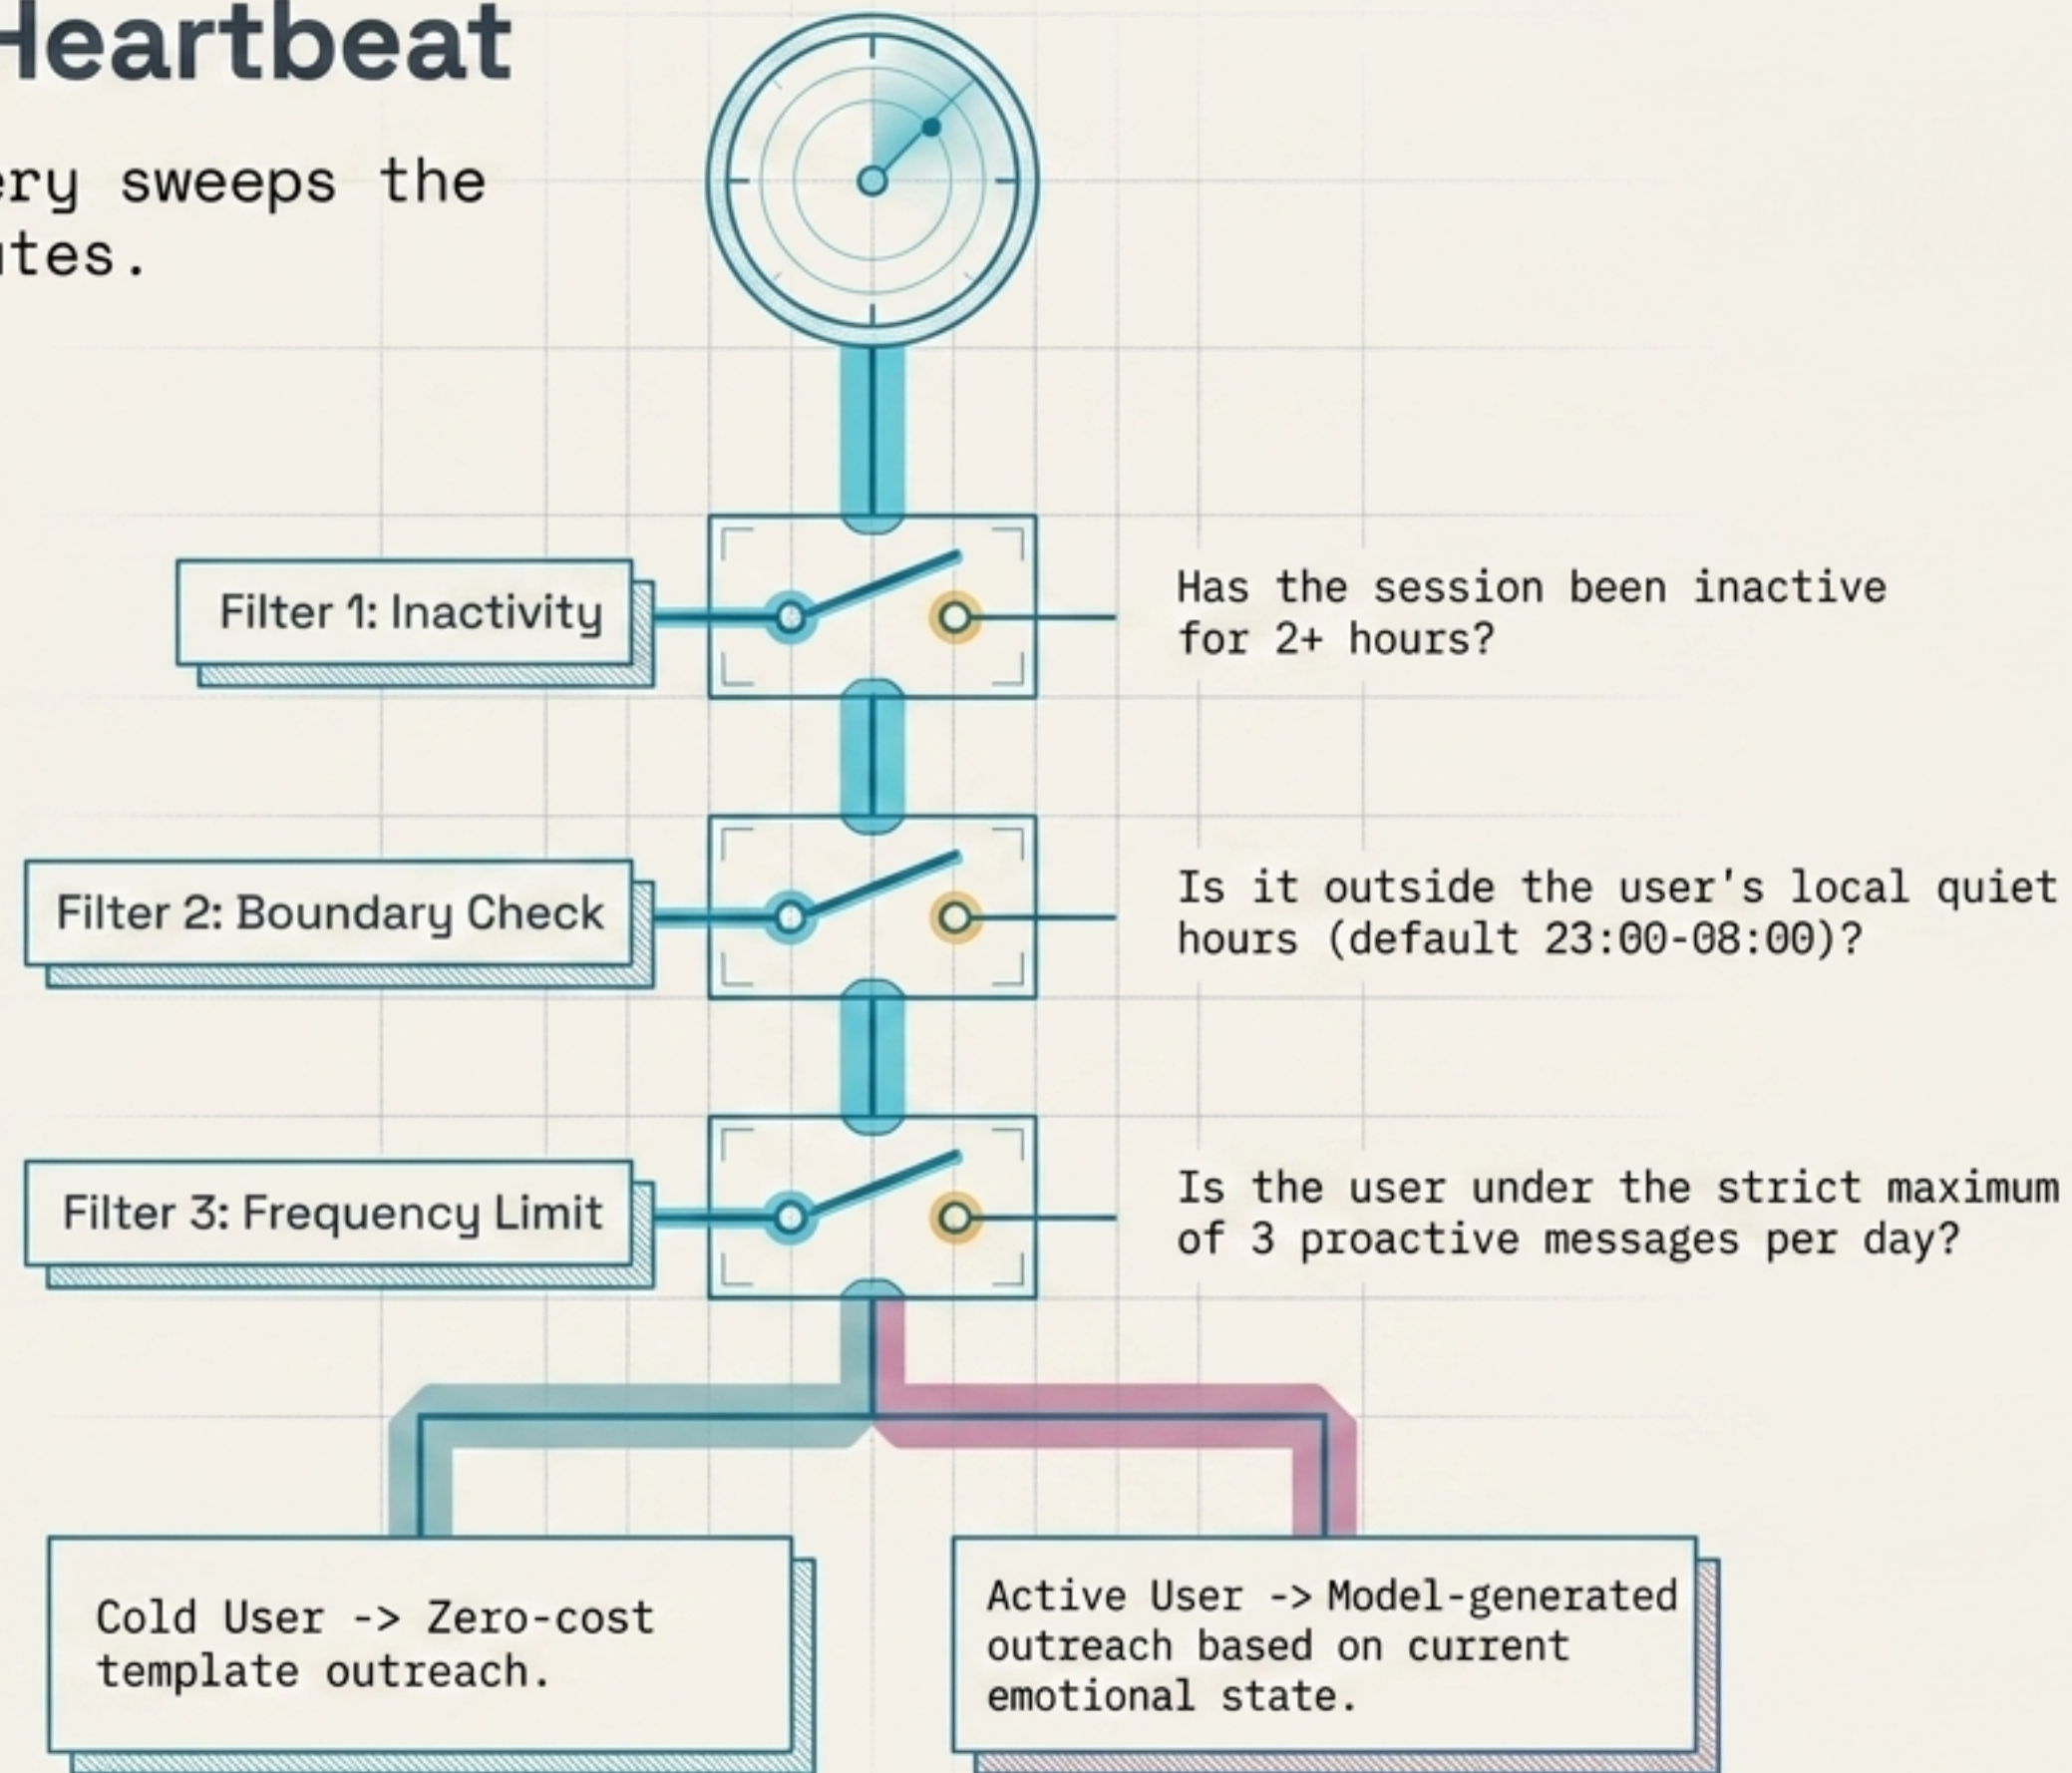 Heartbeat
sweeps the
Filter 1: Inactivity
Has the session been inactive
for 2+ hours?
Filter 2: Boundary Check
Is it outside the user's local quiet
hours (default 23:00-08:00)?
Filter 3: Frequency Limit
Is the user under the strict maximum
of 3 proactive messages per day?
Cold User -> Zero-cost
template outreach.
Active User -> Model-generated
outreach based on current
emotional state.